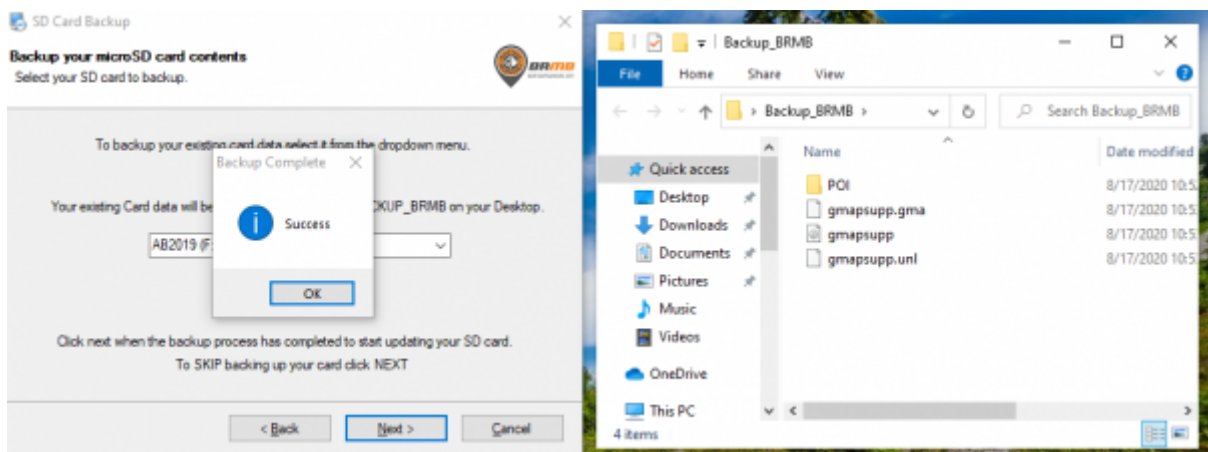 SD Card Backup
Backup your microSD card contents
Select your SD card to backup.
BRMB
To backup your existing card data select it from the dropdown menu.
Backup Complete
Your existing Card data will be
KUP_BRMB on your Desktop.
Success
AB2019 (F:
OK
Click next when the backup process has completed to start updating your SD card.
To SKIP backing up your card click NEXT
< Back
Next >
Cancel
Backup_BRMB
File Home Share View
Backup_BRMB
Search Backup_BRMB
Name Date modified
Quick access
Desktop
Downloads
Documents
Pictures
Music
Videos
OneDrive
This PC
POI 8/17/2020 10:5
gmapsupp.gma 8/17/2020 10:5
gmapsupp 8/17/2020 10:5
gmapsupp.unl 8/17/2020 10:5
4 items